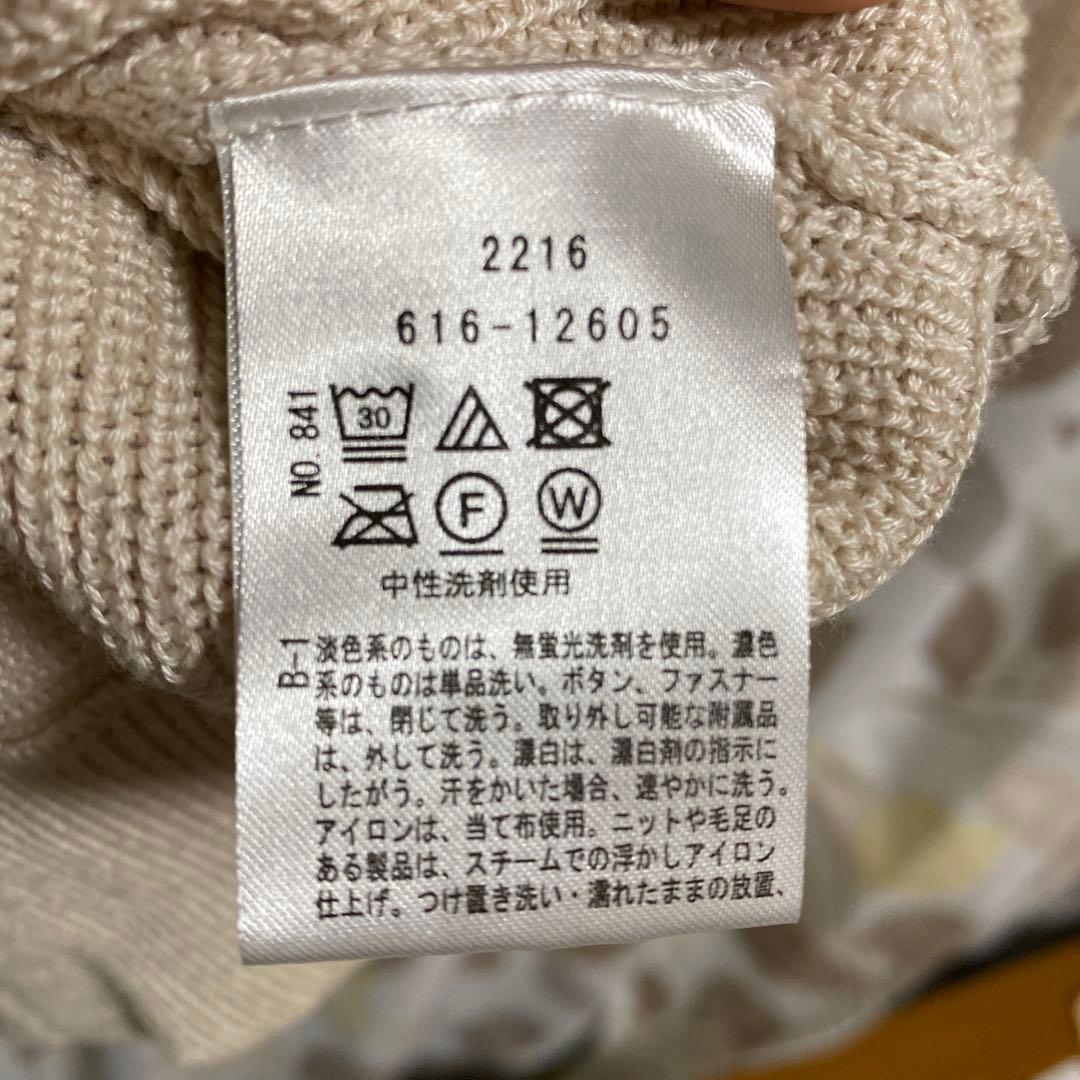 2216
616-12605
NO. 841
30
F
W
中性洗剤使用
B-1
淡色系のものは、無蛍光洗剤を使用。濃色
系のものは単品洗い。ボタン、ファスナー
等は、閉じて洗う。取り外し可能な附属品
は、外して洗う。漂白は、漂白剤の指示に
したがう。汗をかいた場合、速やかに洗う。
アイロンは、当て布使用。ニットや毛足の
ある製品は、スチームでの浮かしアイロン
仕上げ。つけ置き洗い・濡れたままの放置、